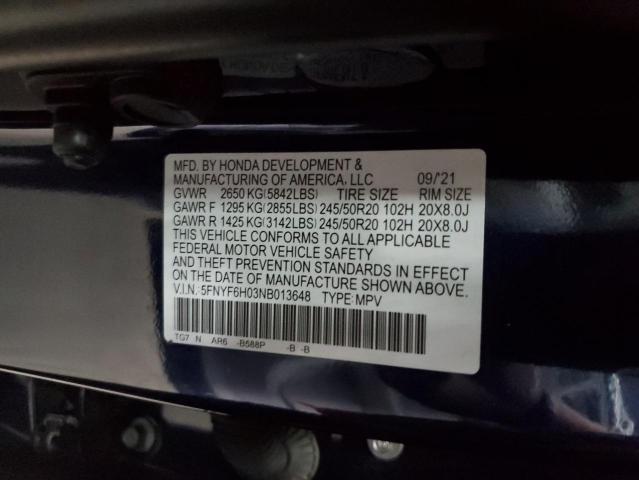 MFD. BY HONDA DEVELOPMENT &
MANUFACTURING OF AMERICA, LLC 09/'21
GVWR 2650 KG(5842LBS) TIRE SIZE RIM SIZE
GAWR F 1295 KG(2855LBS) 245/50R20 102H 20X8.0J
GAWR R 1425 KG(3142LBS) 245/50R20 102H 20X8.0J
THIS VEHICLE CONFORMS TO ALL APPLICABLE
FEDERAL MOTOR VEHICLE SAFETY
AND THEFT PREVENTION STANDARDS IN EFFECT
ON THE DATE OF MANUFACTURE SHOWN ABOVE.
V.I.N. 5FNYF6H03NB013648 TYPE: MPV
TG7 N AR6 -B588P -B -B